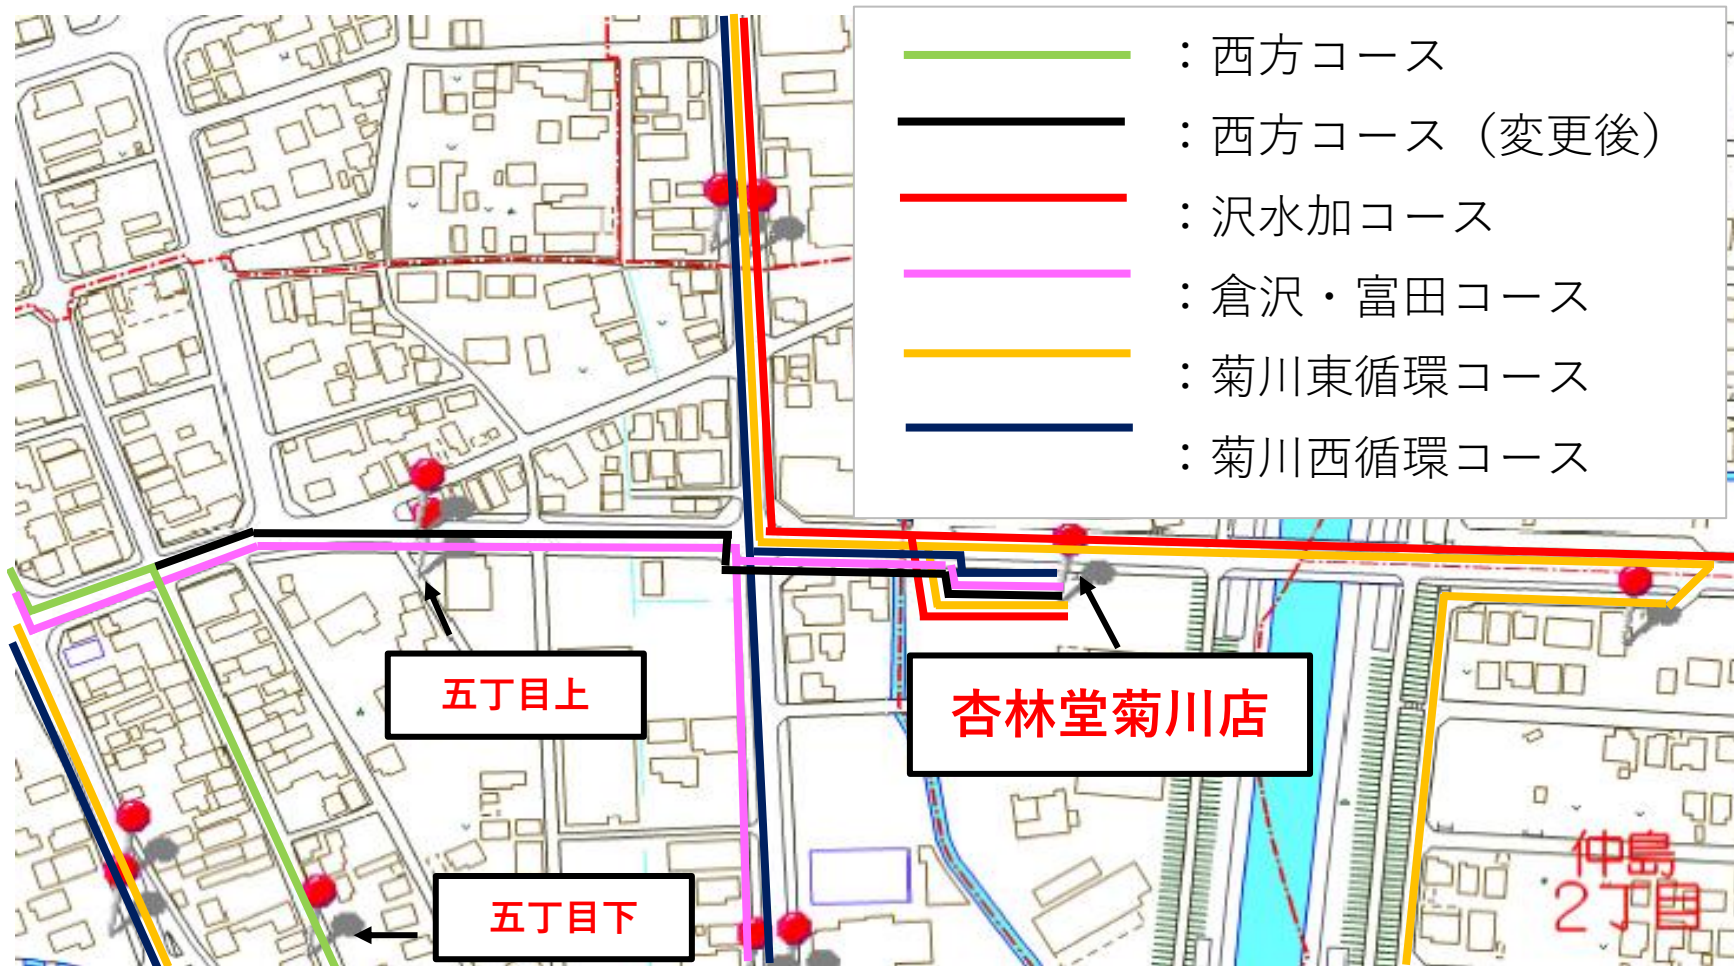 ：西方コース
：西方コース（変更後）
：沢水加コース
：倉沢・富田コース
：菊川東循環コース
：菊川西循環コース
五丁目上
杏林堂菊川店
五丁目下
仲島
2丁目